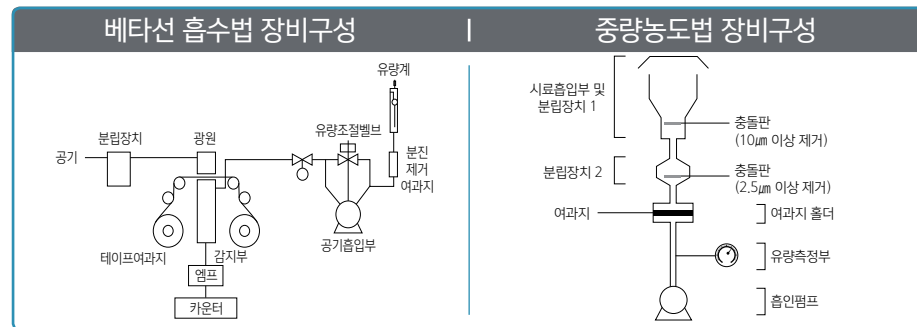 베타선 흡수법 장비구성 | 중량농도법 장비구성
유량계
분립장치
광원
유량조절벨브
공기
분진
제거
여과지
테이프여과지
감지부
공기흡입부
엠프
카운터
시료흡입부 및
분립장치 1
충돌판
(10㎛ 이상 제거)
분립장치 2
충돌판
(2.5㎛ 이상 제거)
여과지
여과지 홀더
유량측정부
흡인펌프